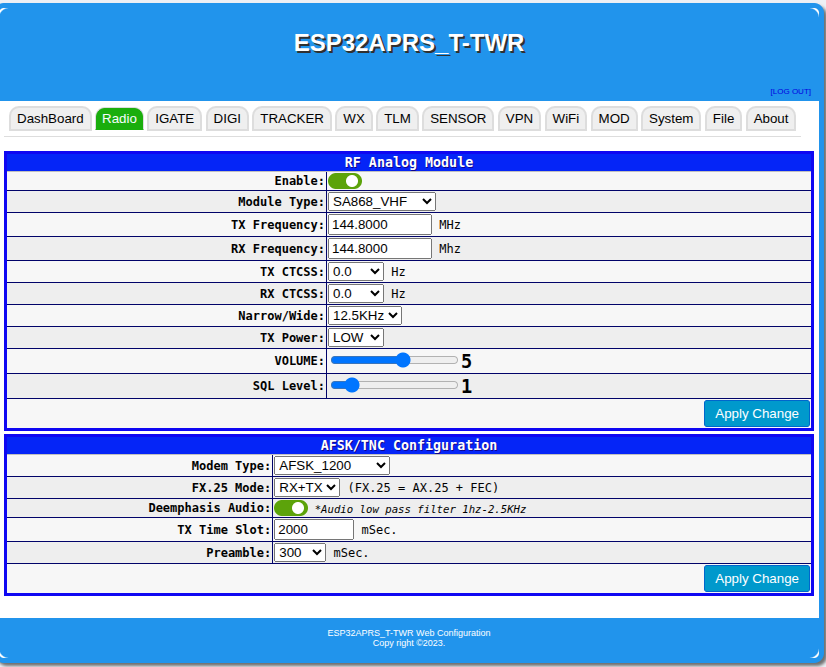 ESP32APRS_T-TWR
[LOG OUT]
DashBoard Radio IGATE DIGI TRACKER WX TLM SENSOR VPN WiFi MOD System File About
RF Analog Module
Enable:
Module Type: SA868_VHF
TX Frequency: 144.8000 MHz
RX Frequency: 144.8000 Mhz
TX CTCSS: 0.0 Hz
RX CTCSS: 0.0 Hz
Narrow/Wide: 12.5KHz
TX Power: LOW
VOLUME: 5
SQL Level: 1
Apply Change
AFSK/TNC Configuration
Modem Type: AFSK_1200
FX.25 Mode: RX+TX (FX.25 = AX.25 + FEC)
Deemphasis Audio: *Audio low pass filter 1hz-2.5KHz
TX Time Slot: 2000 mSec.
Preamble: 300 mSec.
Apply Change
ESP32APRS_T-TWR Web Configuration
Copy right ©2023.